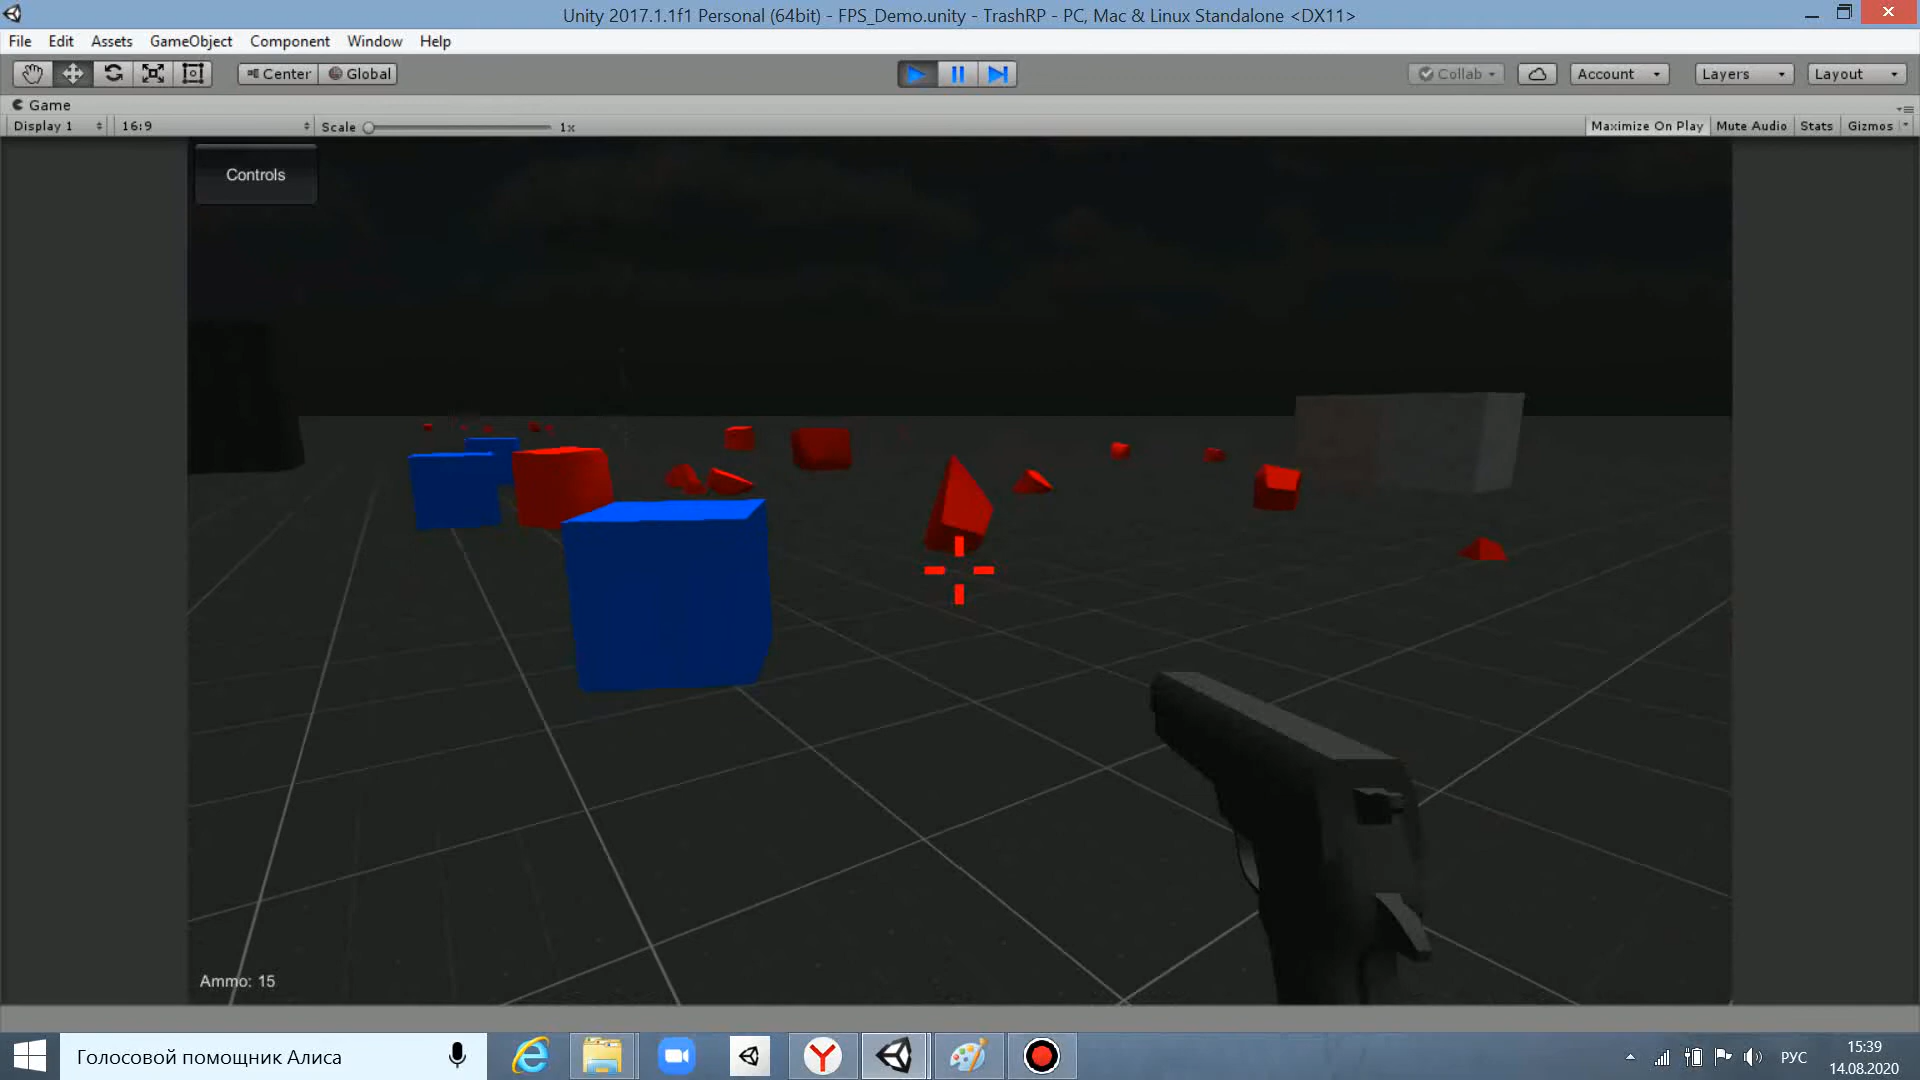 Unity 2017.1.1f1 Personal (64bit) - FPS_Demo.unity - TrashRP - PC, Mac & Linux Standalone <DX11>
File Edit Assets GameObject Component Window Help
Center Global Collab Account Layers Layout
Game
Display 1 16:9 Scale 1x Maximize On Play Mute Audio Stats Gizmos
Controls
Ammo: 15
Голосовой помощник Алиса
РУС
15:39
14.08.2020